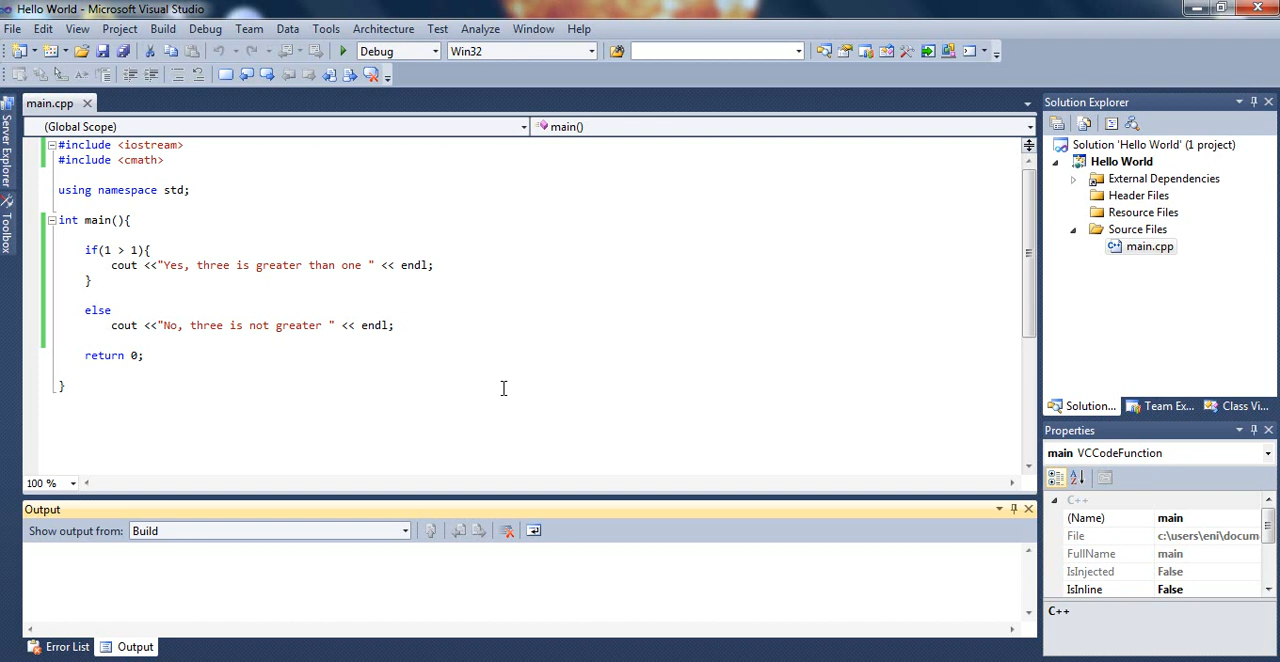 Hello World - Microsoft Visual Studio
File Edit View Project Build Debug Team Data Tools Architecture Test Analyze Window Help
Debug Win32
main.cpp
(Global Scope) main()
#include <iostream>
#include <cmath>
using namespace std;
int main(){
if(1 > 1){
cout <<"Yes, three is greater than one " << endl;
}
else
cout <<"No, three is not greater " << endl;
return 0;
}
100 %
Server Explorer
Toolbox
Solution Explorer
Solution 'Hello World' (1 project)
Hello World
External Dependencies
Header Files
Resource Files
Source Files
main.cpp
Solution... Team Ex... Class Vi...
Properties
main VCCodeFunction
C++
(Name) main
File c:\users\eni\docum
FullName main
IsInjected False
IsInline False
C++
Output
Show output from: Build
Error List Output